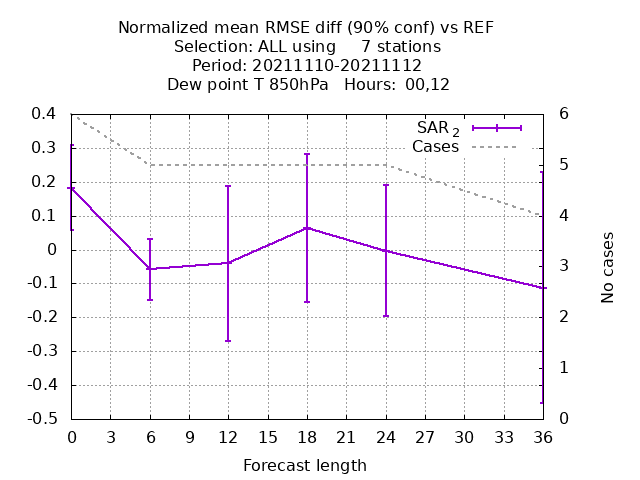 Normalized mean RMSE diff (90% conf) vs REF
Selection: ALL using     7 stations
Period: 20211110-20211112
Dew point T 850hPa   Hours:  00,12
SAR 2
Cases
0.4
0.3
0.2
0.1
0
-0.1
-0.2
-0.3
-0.4
-0.5
6
5
4
3
2
1
0
No cases
0 3 6 9 12 15 18 21 24 27 30 33 36
Forecast length